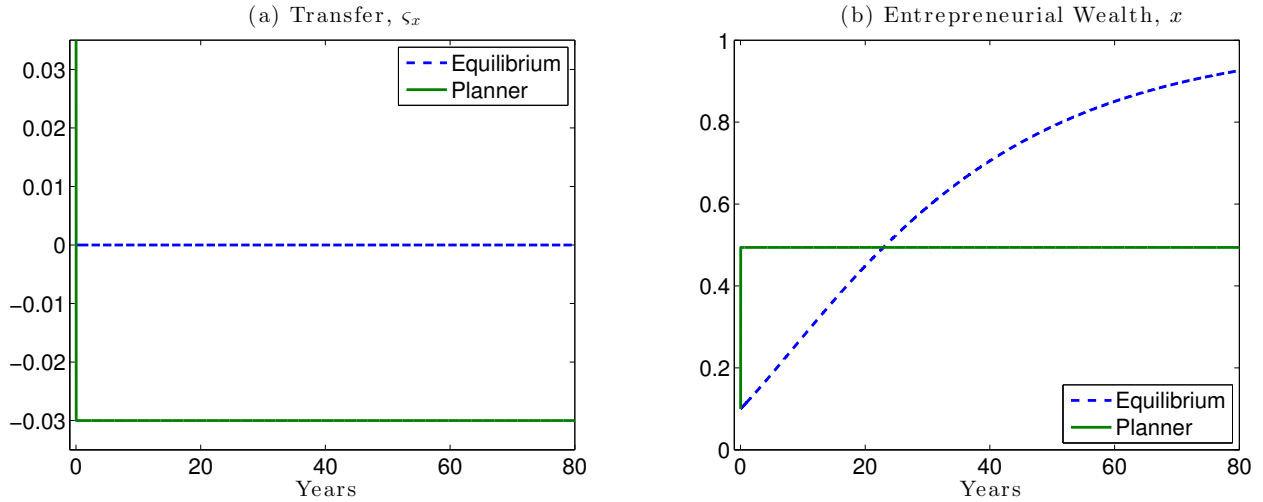 (a) Transfer, ςx
0.03
0.02
0.01
0
−0.01
−0.02
−0.03
0 20 40 60 80
Years
Equilibrium
Planner
(b) Entrepreneurial Wealth, x
1
0.8
0.6
0.4
0.2
0
0 20 40 60 80
Years
Equilibrium
Planner